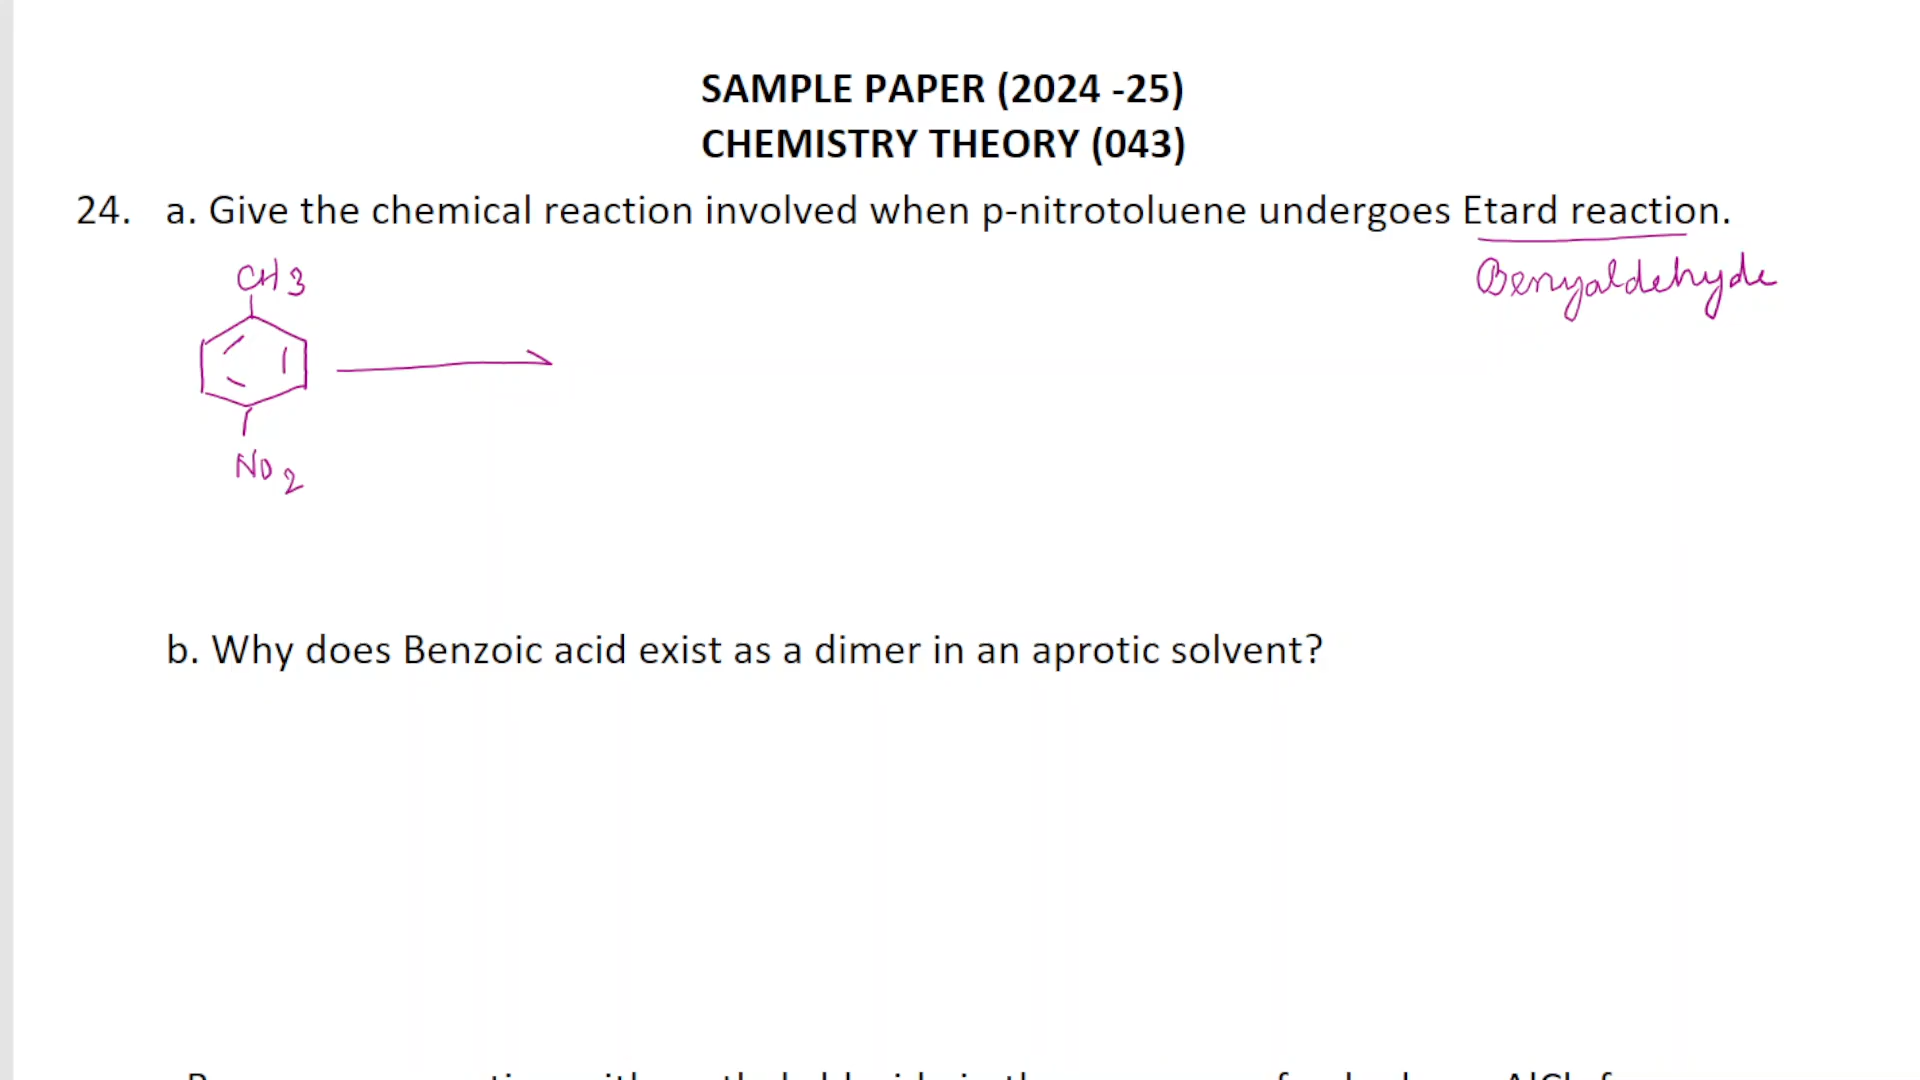 SAMPLE PAPER (2024 -25)
CHEMISTRY THEORY (043)
24. a. Give the chemical reaction involved when p-nitrotoluene undergoes Etard reaction.
CH3
Benzaldehyde
NO2
b. Why does Benzoic acid exist as a dimer in an aprotic solvent?